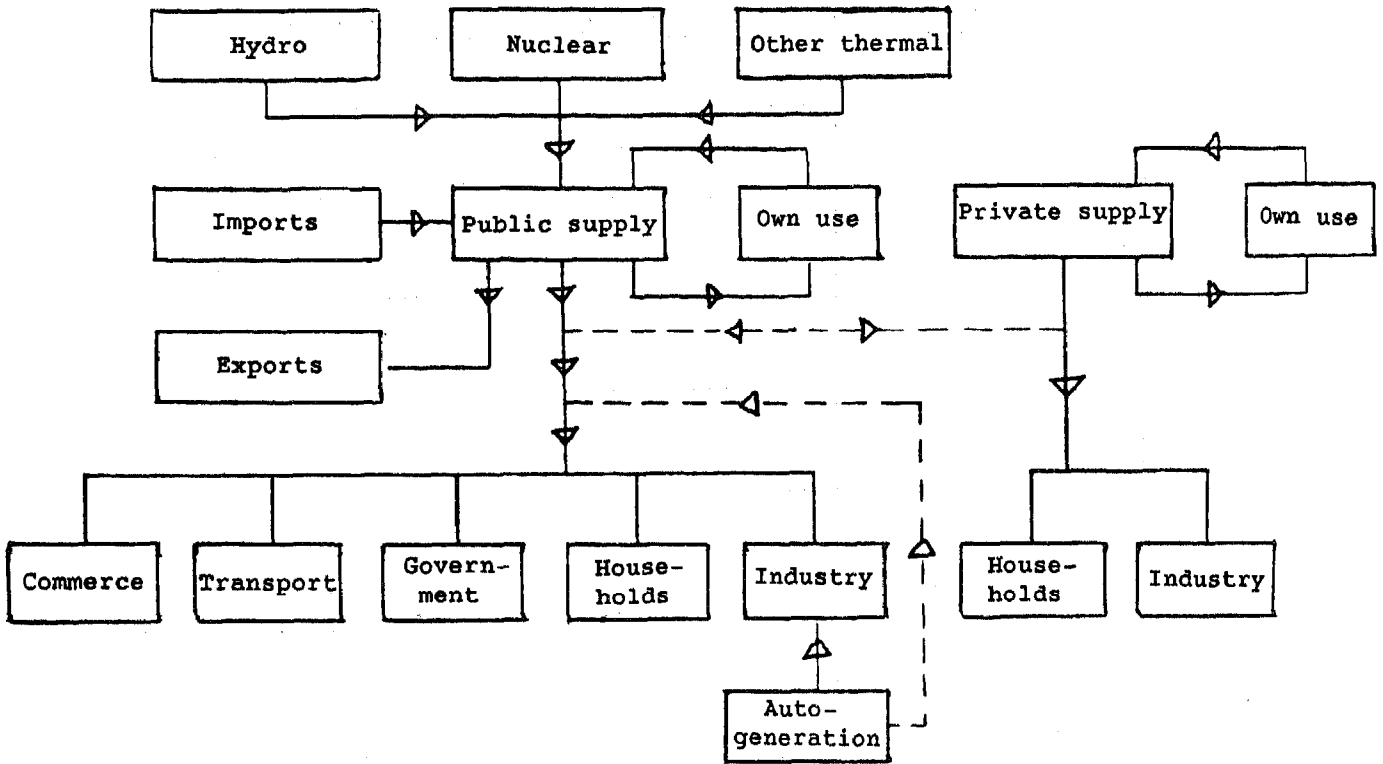 Hydro
Nuclear
Other thermal
Imports
Public supply
Own use
Private supply
Own use
Exports
Commerce
Transport
Govern-
ment
House-
holds
Industry
House-
holds
Industry
Auto-
generation